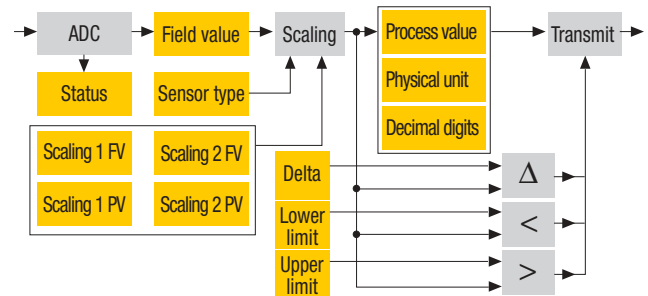 ADC
Field value
Scaling
Process value
Transmit
Status
Sensor type
Physical unit
Decimal digits
Scaling 1 FV
Scaling 2 FV
Scaling 1 PV
Scaling 2 PV
Delta
Δ
Lower
limit
<
Upper
limit
>